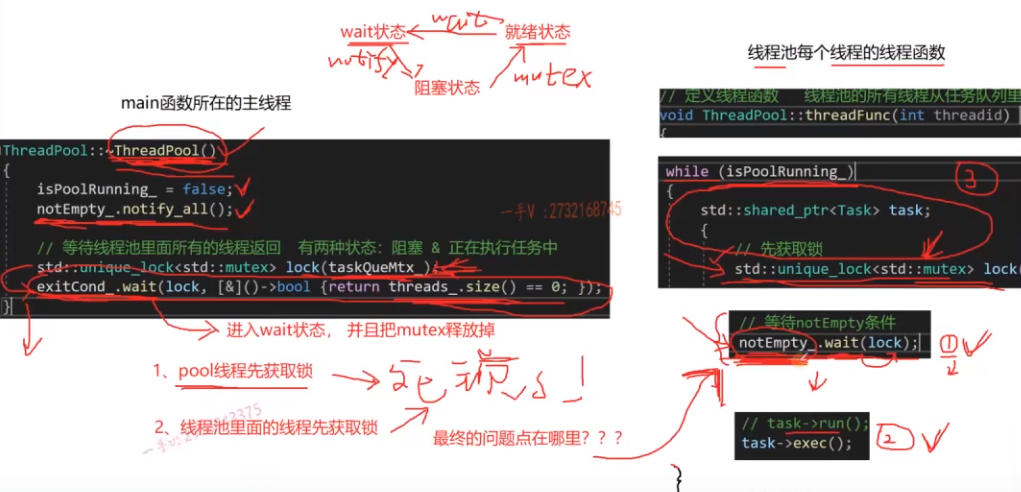 wait状态
wait
就绪状态
notify
阻塞状态
mutex
线程池每个线程的线程函数
main函数所在的主线程
// 定义线程函数 线程池的所有线程从任务队列里
void ThreadPool::threadFunc(int threadid)
{
ThreadPool::~ThreadPool()
{
isPoolRunning_ = false;
notEmpty_.notify_all();
// 等待线程池里面所有的线程返回 有两种状态：阻塞 & 正在执行任务中
std::unique_lock<std::mutex> lock(taskQueMtx_);
exitCond_.wait(lock, [&]()->bool {return threads_.size() == 0; });
}
一手V :2732168745
while (isPoolRunning_)
{
3
std::shared_ptr<Task> task;
{
// 先获取锁
std::unique_lock<std::mutex> lock(
进入wait状态，并且把mutex释放掉
// 等待notEmpty条件
notEmpty_.wait(lock);
①
2
1、pool线程先获取锁
死锁了！
2、线程池里面的线程先获取锁
最终的问题点在哪里？？？
// task->run();
task->exec();
2
}